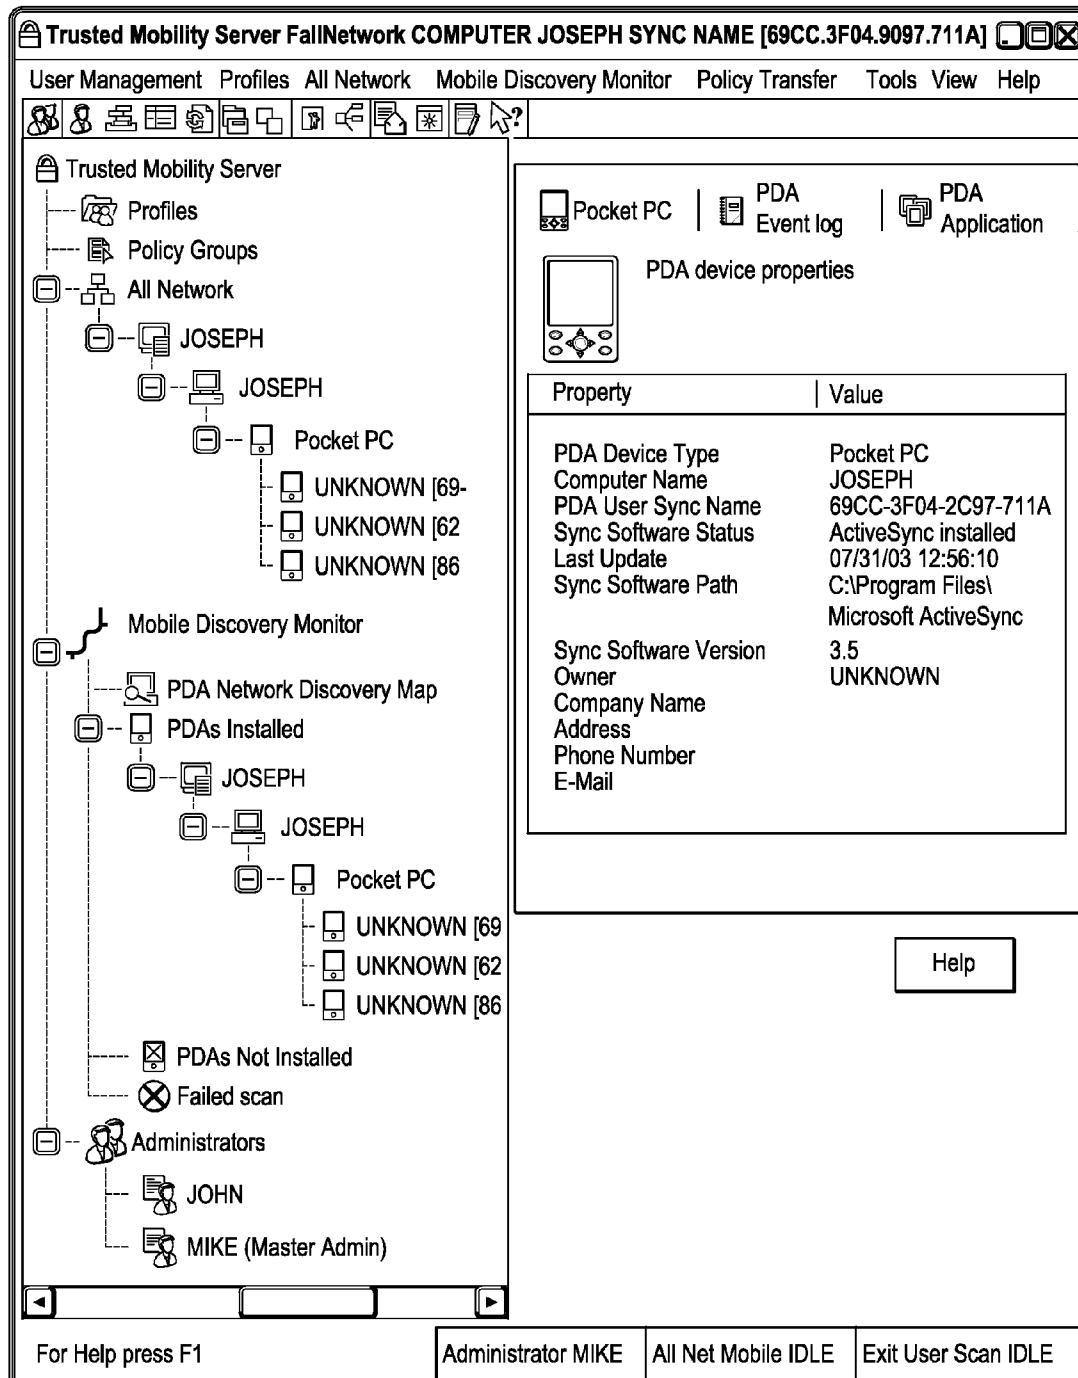 Trusted Mobility Server FallNetwork COMPUTER JOSEPH SYNC NAME [69CC.3F04.9097.711A]
User Management Profiles All Network Mobile Discovery Monitor Policy Transfer Tools View Help
Trusted Mobility Server
Profiles
Policy Groups
All Network
JOSEPH
JOSEPH
Pocket PC
UNKNOWN [69-
UNKNOWN [62
UNKNOWN [86
Mobile Discovery Monitor
PDA Network Discovery Map
PDAs Installed
JOSEPH
JOSEPH
Pocket PC
UNKNOWN [69
UNKNOWN [62
UNKNOWN [86
PDAs Not Installed
Failed scan
Administrators
JOHN
MIKE (Master Admin)
Pocket PC
PDA
Event log
PDA
Application
PDA device properties
Property Value
PDA Device Type Pocket PC
Computer Name JOSEPH
PDA User Sync Name 69CC-3F04-2C97-711A
Sync Software Status ActiveSync installed
Last Update 07/31/03 12:56:10
Sync Software Path C:\Program Files\
Microsoft ActiveSync
Sync Software Version 3.5
Owner UNKNOWN
Company Name
Address
Phone Number
E-Mail
Help
For Help press F1 Administrator MIKE All Net Mobile IDLE Exit User Scan IDLE